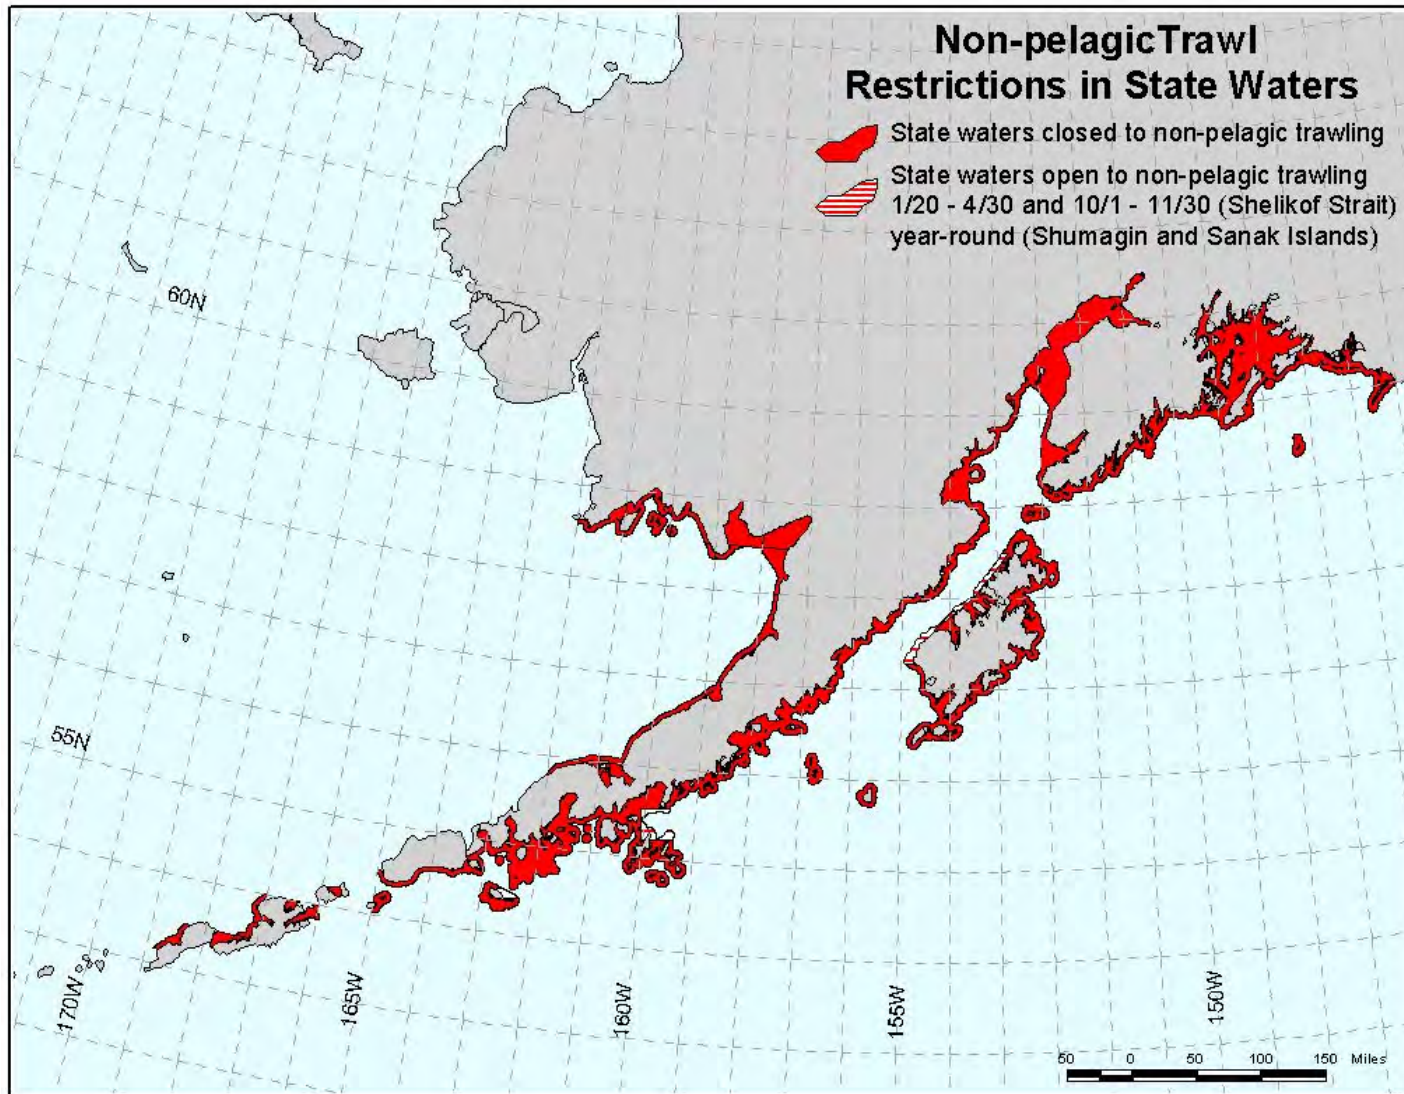 Non-pelagicTrawl
Restrictions in State Waters
State waters closed to non-pelagic trawling
State waters open to non-pelagic trawling
1/20 - 4/30 and 10/1 - 11/30 (Shelikof Strait)
year-round (Shumagin and Sanak Islands)
60N
55N
170W
165W
160W
155W
150W
50 0 50 100 150 Miles